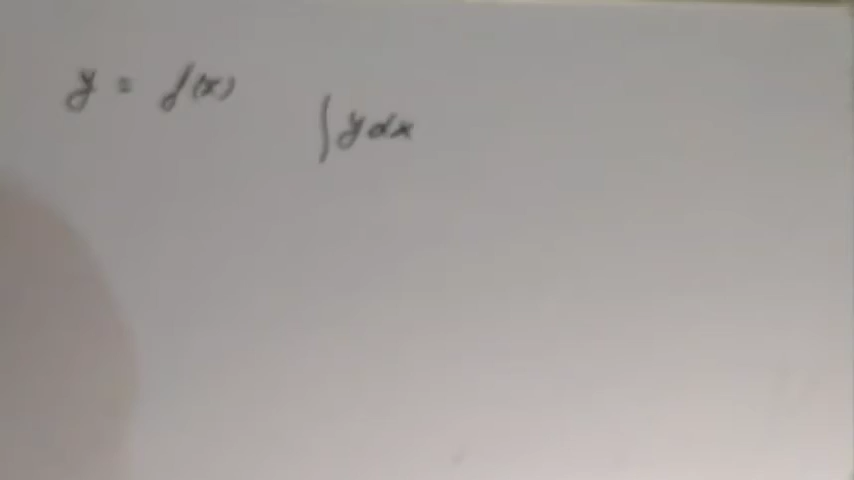 y = f(x)
∫ y dx